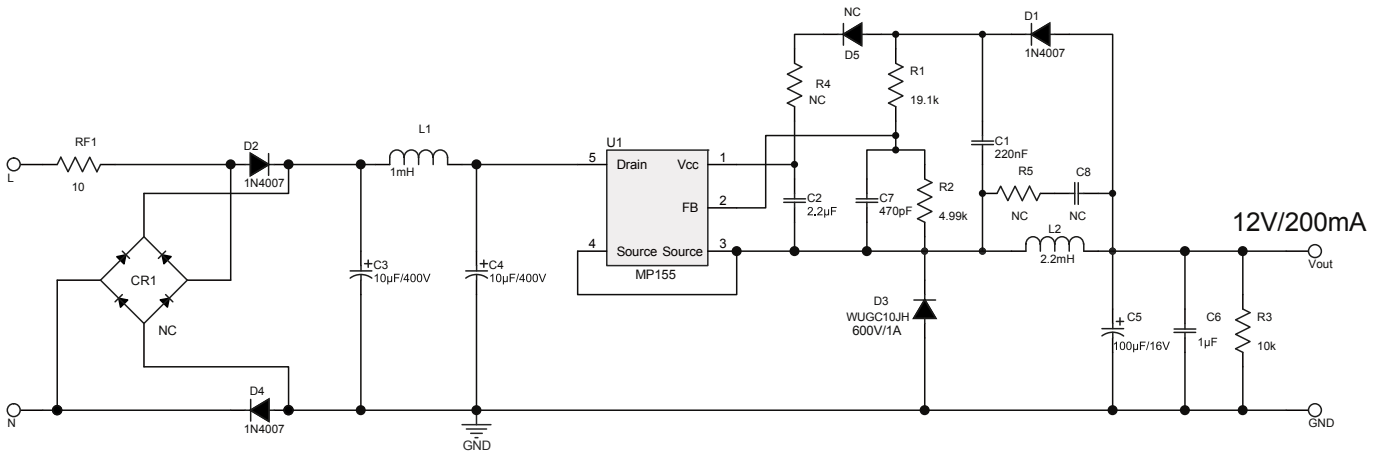 NC
D5
D1
1N4007
R4
NC
R1
19.1k
C1
220nF
R5
NC
C8
NC
RF1
10
L
D2
1N4007
L1
1mH
U1
5
Drain
Vcc
1
FB
2
4
Source
Source
3
MP155
C2
2.2µF
C7
470pF
R2
4.99k
L2
2.2mH
12V/200mA
Vout
CR1
NC
C3
+
10µF/400V
C4
+
10µF/400V
D3
WUGC10JH
600V/1A
C5
+
100µF/16V
C6
1µF
R3
10k
N
D4
1N4007
GND
GND